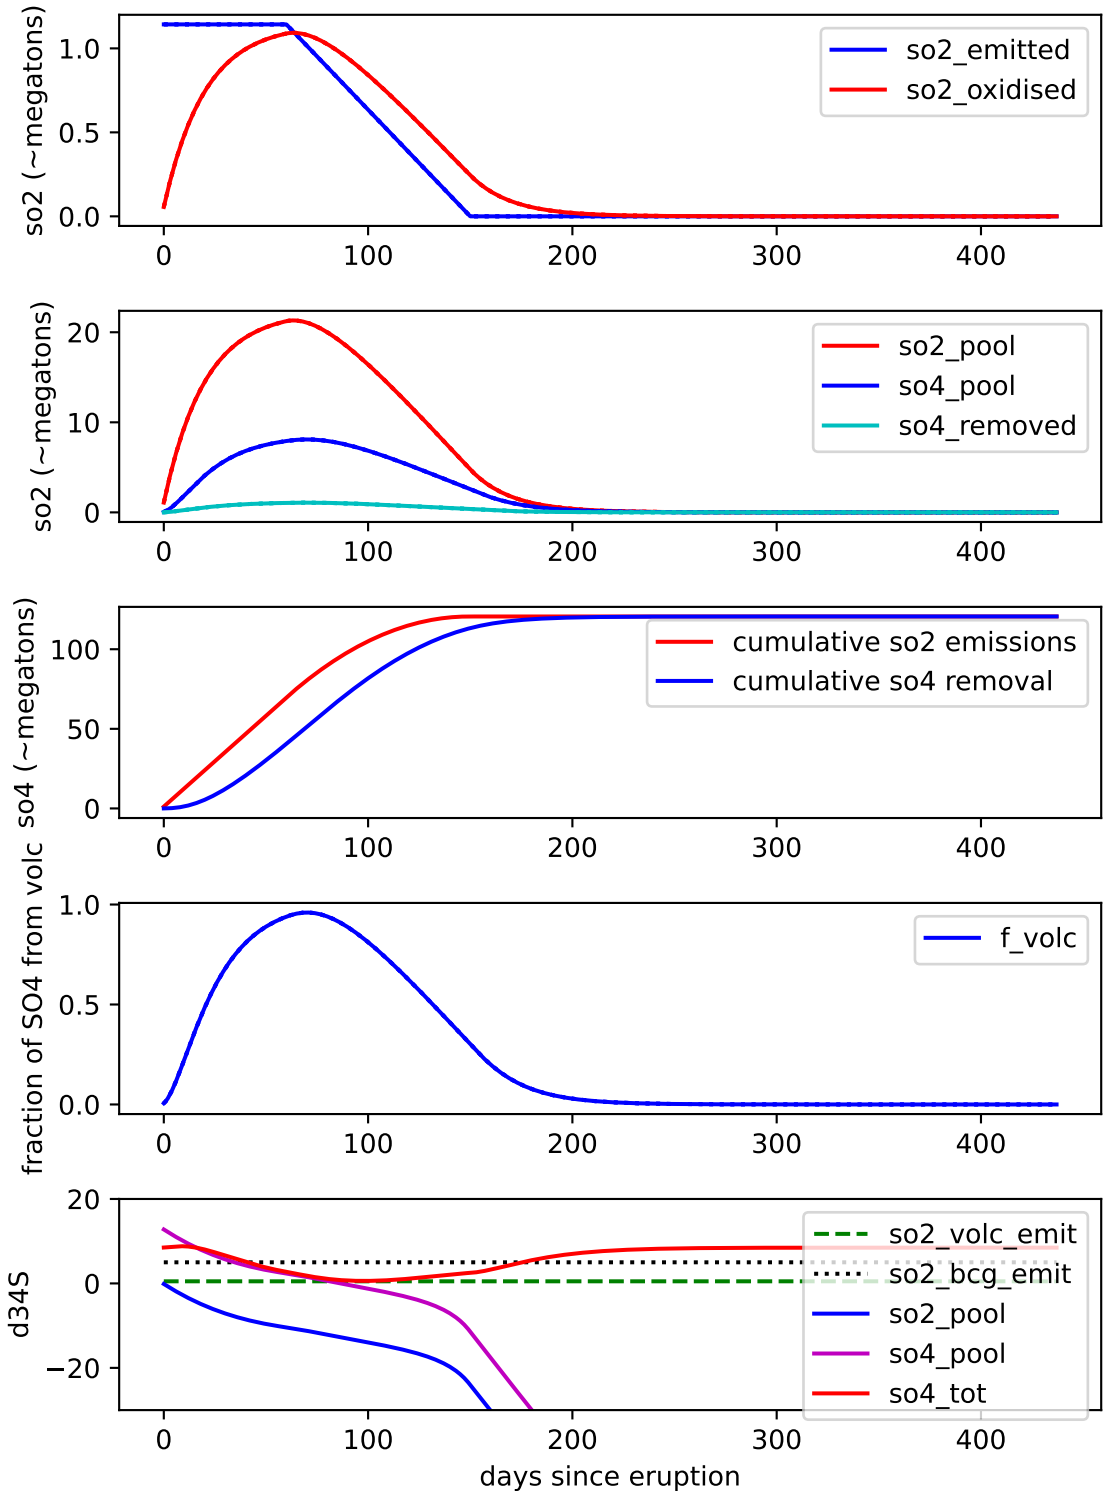 so2 (~megatons)
1.0
0.5
0.0
so2_emitted
so2_oxidised
0 100 200 300 400
so2 (~megatons)
20
10
0
so2_pool
so4_pool
so4_removed
0 100 200 300 400
so4 (~megatons)
100
50
0
cumulative so2 emissions
cumulative so4 removal
0 100 200 300 400
fraction of SO4 from volc
1.0
0.5
0.0
f_volc
0 100 200 300 400
d34S
20
0
−20
so2_volc_emit
so2_bcg_emit
so2_pool
so4_pool
so4_tot
0 100 200 300 400
days since eruption